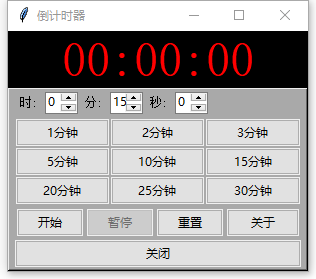 倒计时器
00:00:00
时: 0 分: 15 秒: 0
1分钟 2分钟 3分钟
5分钟 10分钟 15分钟
20分钟 25分钟 30分钟
开始 暂停 重置 关于
关闭